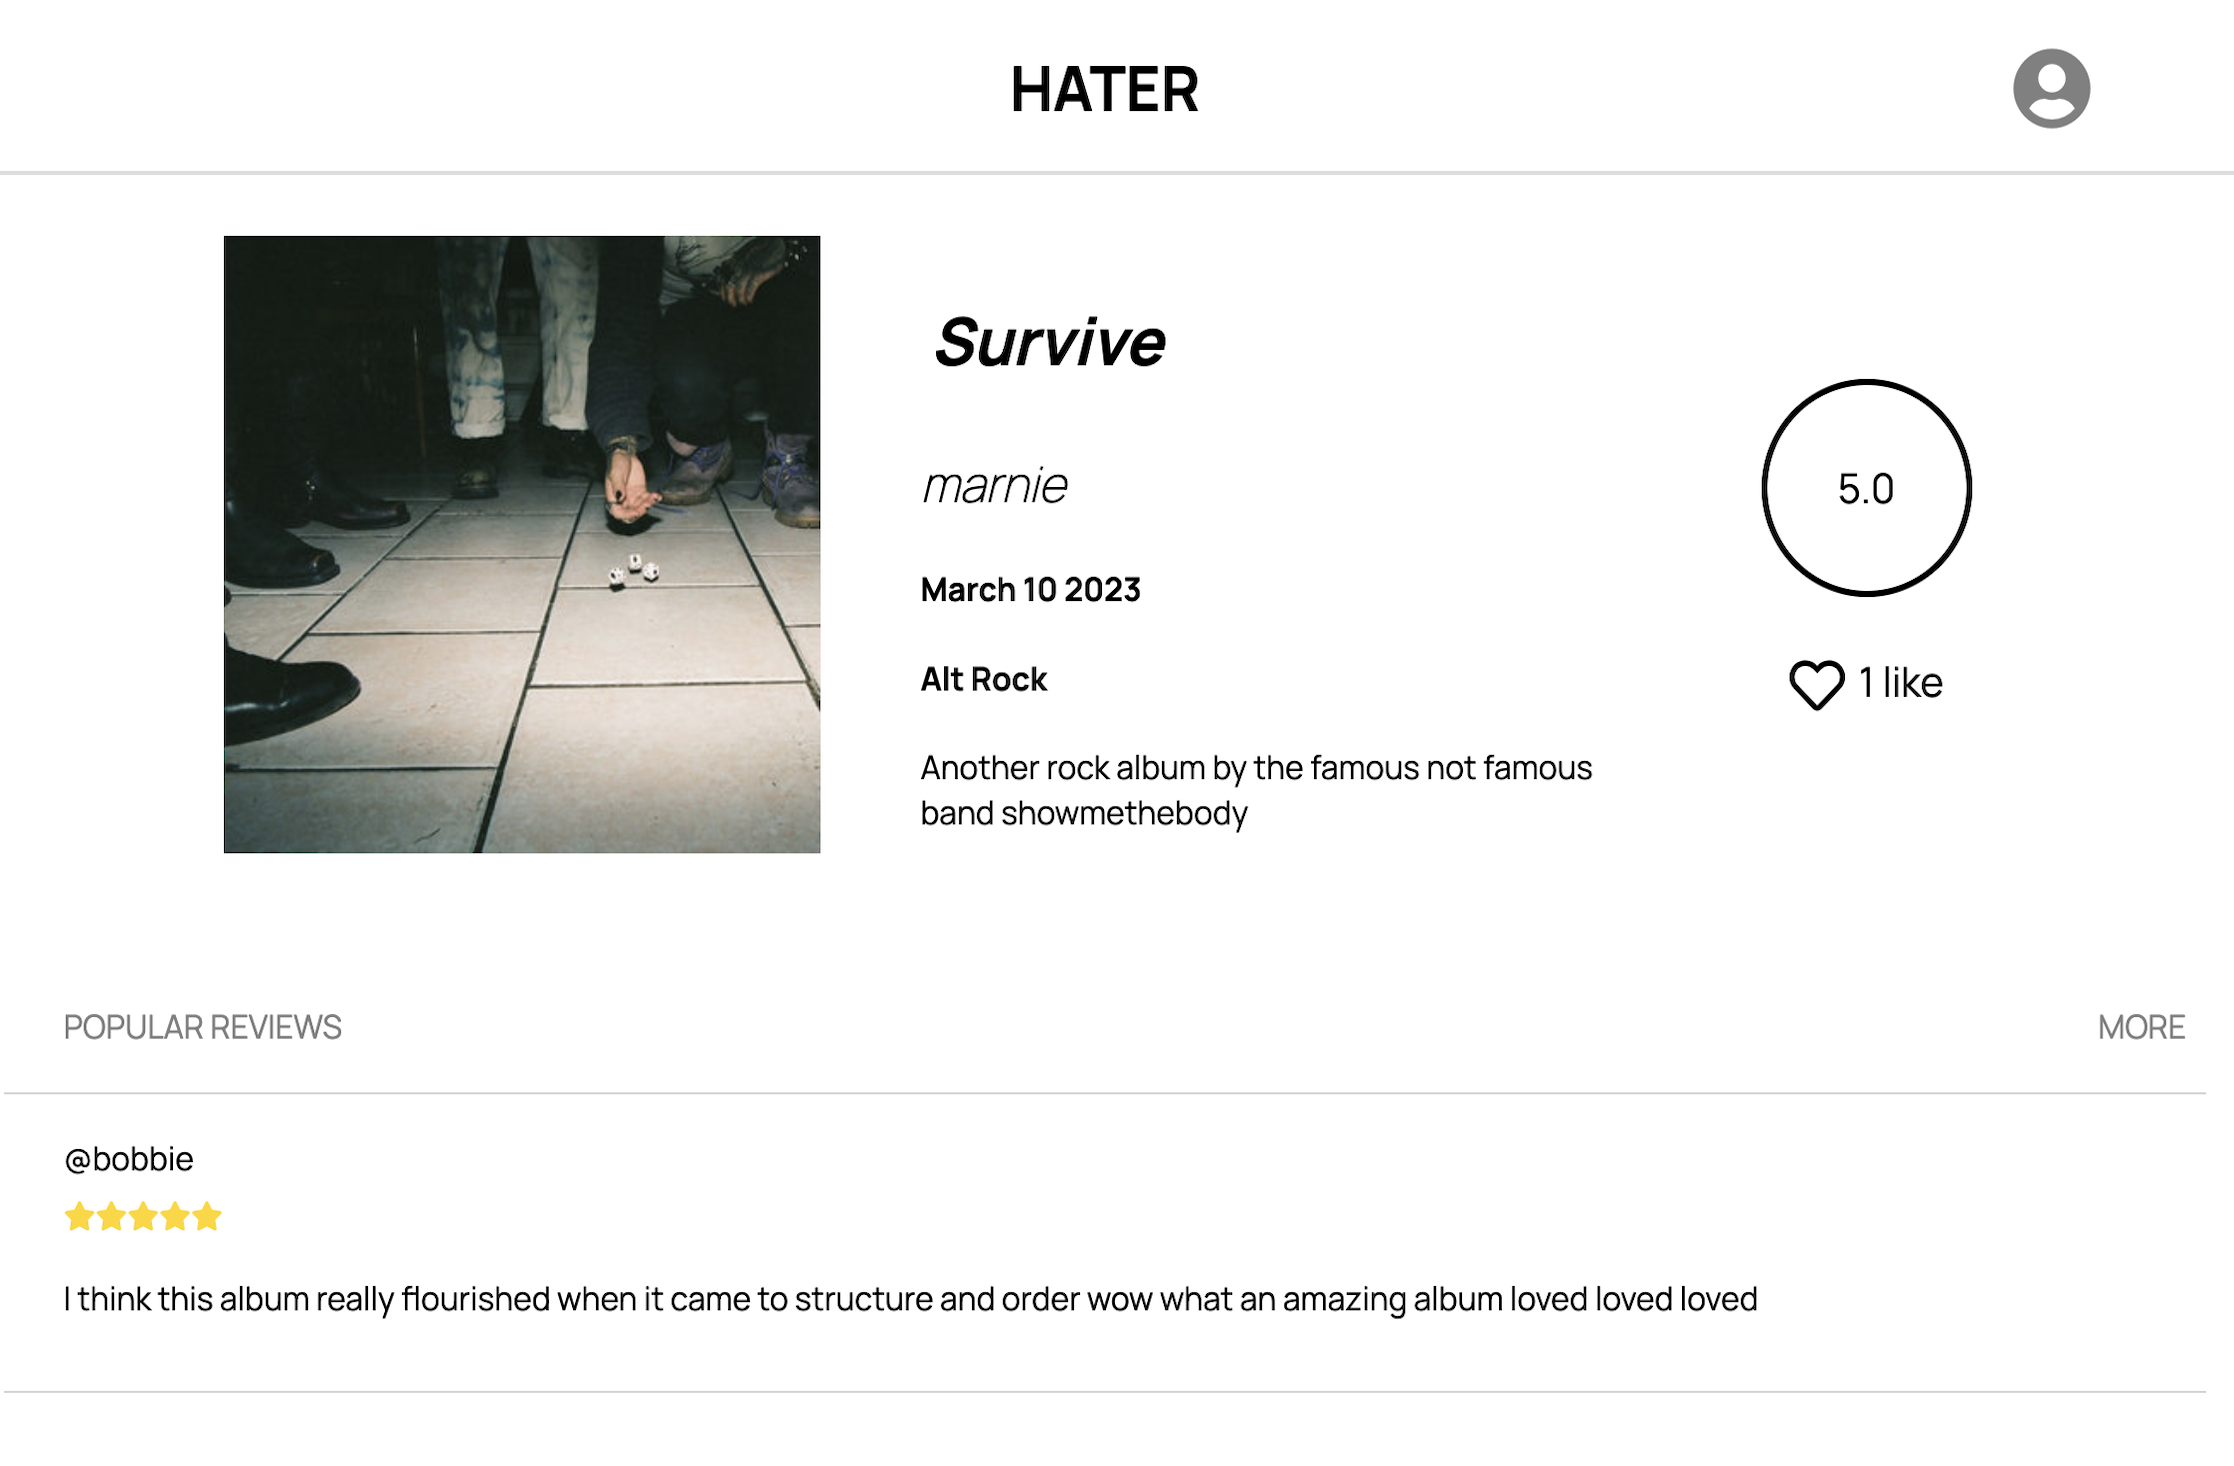 HATER
Survive
marnie
March 10 2023
Alt Rock
Another rock album by the famous not famous
band showmethebody
5.0
1 like
POPULAR REVIEWS
MORE
@bobbie
I think this album really flourished when it came to structure and order wow what an amazing album loved loved loved